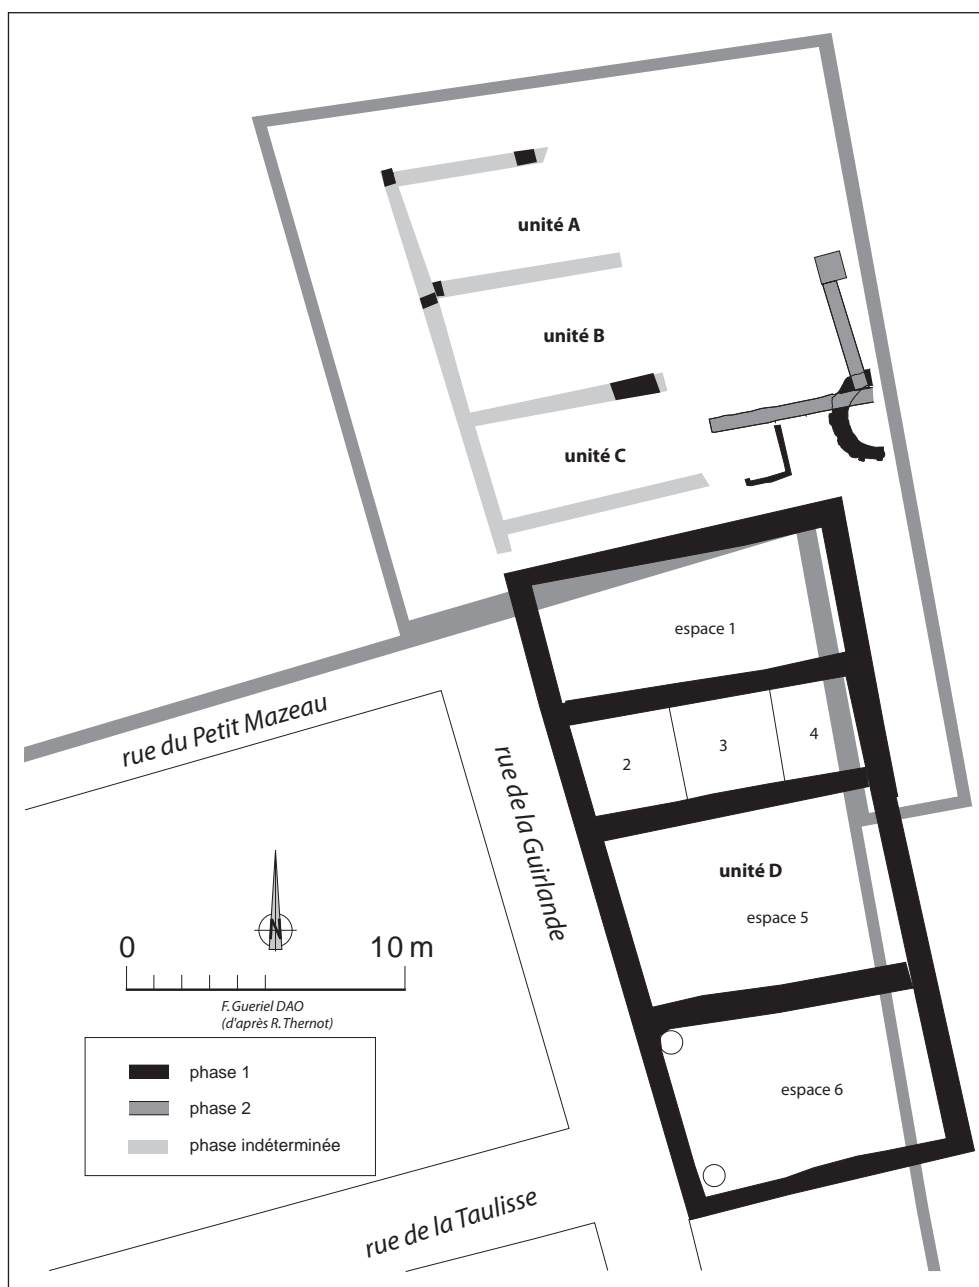 unité A
unité B
unité C
espace 1
rue du Petit Mazeau
2
3
4
rue de la Guirlande
unité D
espace 5
N
0 10 m
F. Gueriel DAO
(d'après R. Thernot)
phase 1
phase 2
phase indéterminée
espace 6
rue de la Taulisse